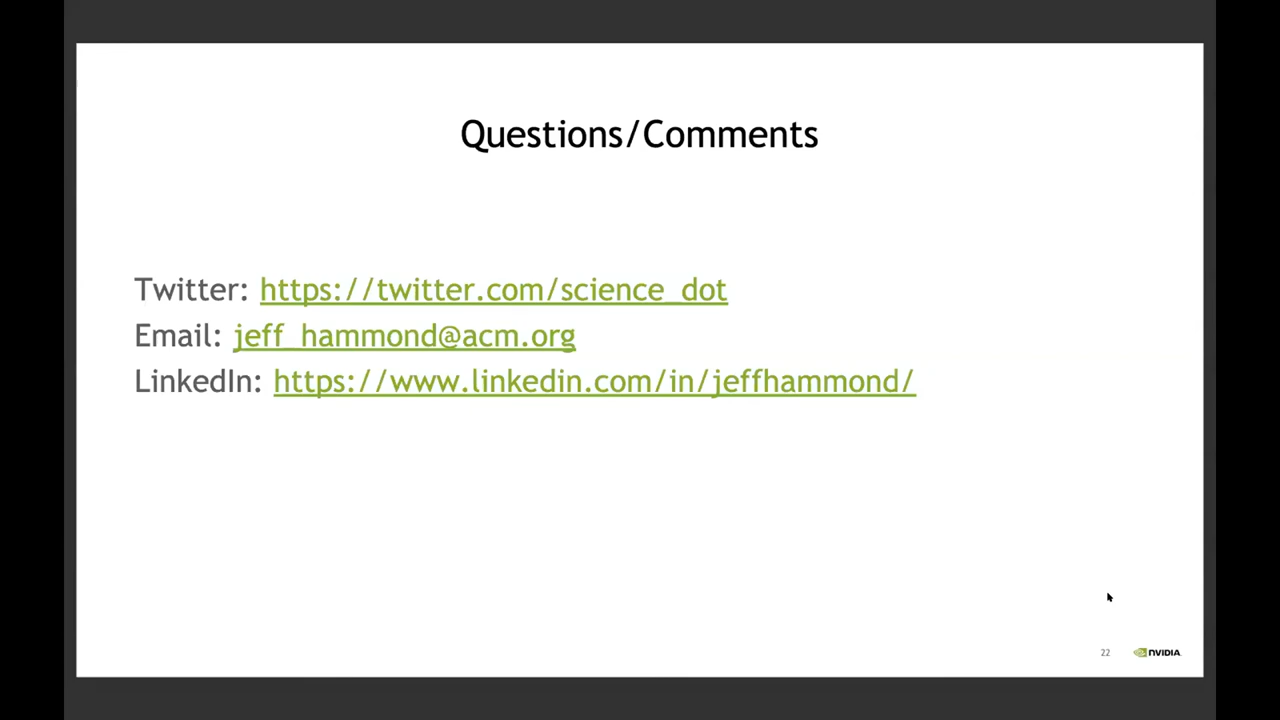 Questions/Comments
Twitter: https://twitter.com/science_dot
Email: jeff_hammond@acm.org
LinkedIn: https://www.linkedin.com/in/jeffhammond/
22
NVIDIA.